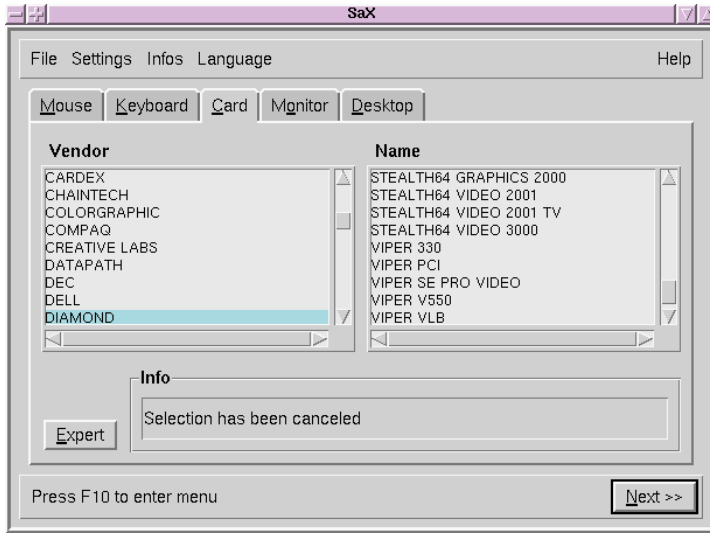 SaX
File Settings Infos Language Help
Mouse Keyboard Card Monitor Desktop
Vendor
CARDEX
CHAINTECH
COLORGRAPHIC
COMPAQ
CREATIVE LABS
DATAPATH
DEC
DELL
DIAMOND
Name
STEALTH64 GRAPHICS 2000
STEALTH64 VIDEO 2001
STEALTH64 VIDEO 2001 TV
STEALTH64 VIDEO 3000
VIPER 330
VIPER PCI
VIPER SE PRO VIDEO
VIPER V550
VIPER VLB
Info
Selection has been canceled
Expert
Press F10 to enter menu
Next >>